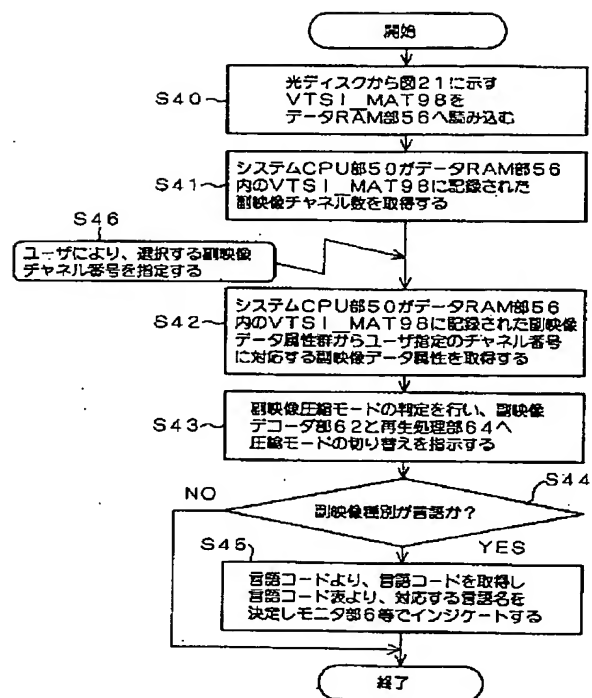 開始
S40
光ディスクから図21に示す
VTSI_MAT98を
データRAM部56へ読み込む
S41
システムCPU部50がデータRAM部56
内のVTSI_MAT98に記録された
副映像チャネル数を取得する
S46
ユーザにより、選択する副映像
チャネル番号を指定する
S42
システムCPU部50がデータRAM部56
内のVTSI_MAT98に記録された副映像
データ属性群からユーザ指定のチャネル番号
に対応する副映像データ属性を取得する
S43
副映像圧縮モードの判定を行い、副映像
デコーダ部62と再生処理部64へ
圧縮モードの切り替えを指示する
S44
副映像種別が言語か?
NO
YES
S45
言語コードより、言語コードを取得し
言語コード表より、対応する言語名を
決定しモニタ部6等でインジケートする
終了